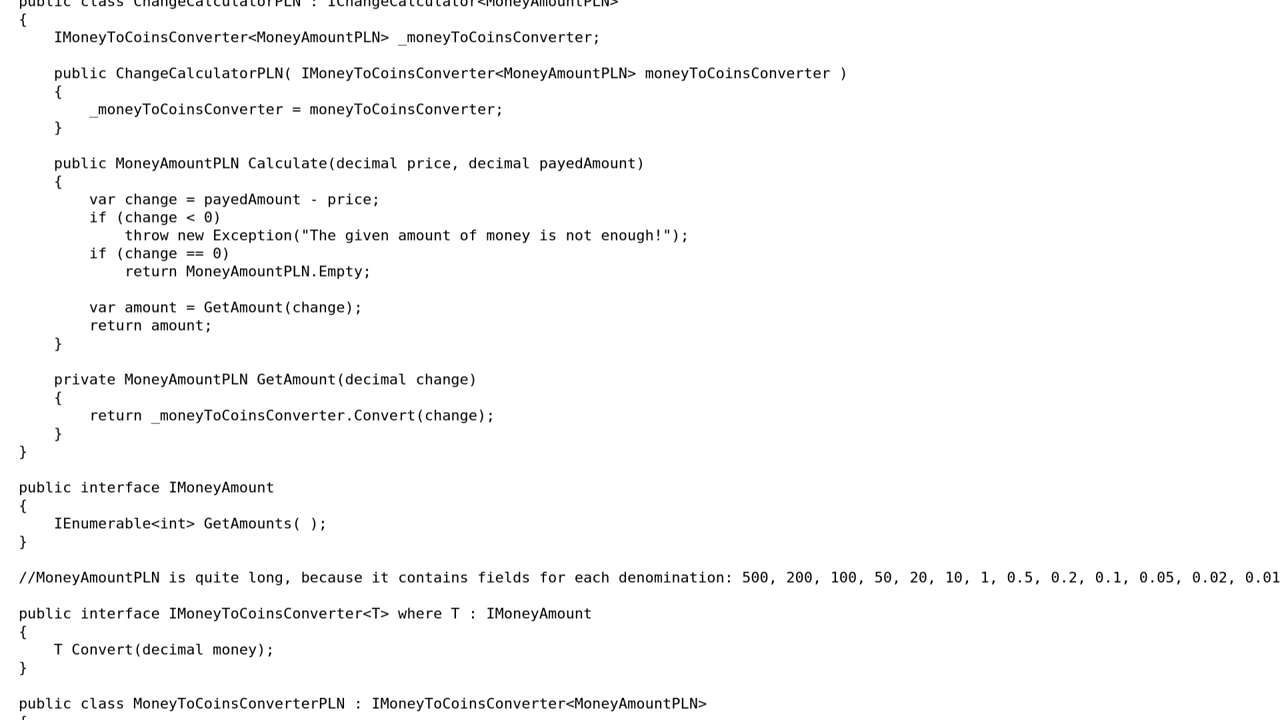 public class ChangeCalculatorPLN : IChangeCalculator<MoneyAmountPLN>
{
    IMoneyToCoinsConverter<MoneyAmountPLN> _moneyToCoinsConverter;
    public ChangeCalculatorPLN( IMoneyToCoinsConverter<MoneyAmountPLN> moneyToCoinsConverter )
    {
        _moneyToCoinsConverter = moneyToCoinsConverter;
    }
    public MoneyAmountPLN Calculate(decimal price, decimal payedAmount)
    {
        var change = payedAmount - price;
        if (change < 0)
            throw new Exception("The given amount of money is not enough!");
        if (change == 0)
            return MoneyAmountPLN.Empty;
        var amount = GetAmount(change);
        return amount;
    }
    private MoneyAmountPLN GetAmount(decimal change)
    {
        return _moneyToCoinsConverter.Convert(change);
    }
}
public interface IMoneyAmount
{
    IEnumerable<int> GetAmounts( );
}
//MoneyAmountPLN is quite long, because it contains fields for each denomination: 500, 200, 100, 50, 20, 10, 1, 0.5, 0.2, 0.1, 0.05, 0.02, 0.01
public interface IMoneyToCoinsConverter<T> where T : IMoneyAmount
{
    T Convert(decimal money);
}
public class MoneyToCoinsConverterPLN : IMoneyToCoinsConverter<MoneyAmountPLN>
{